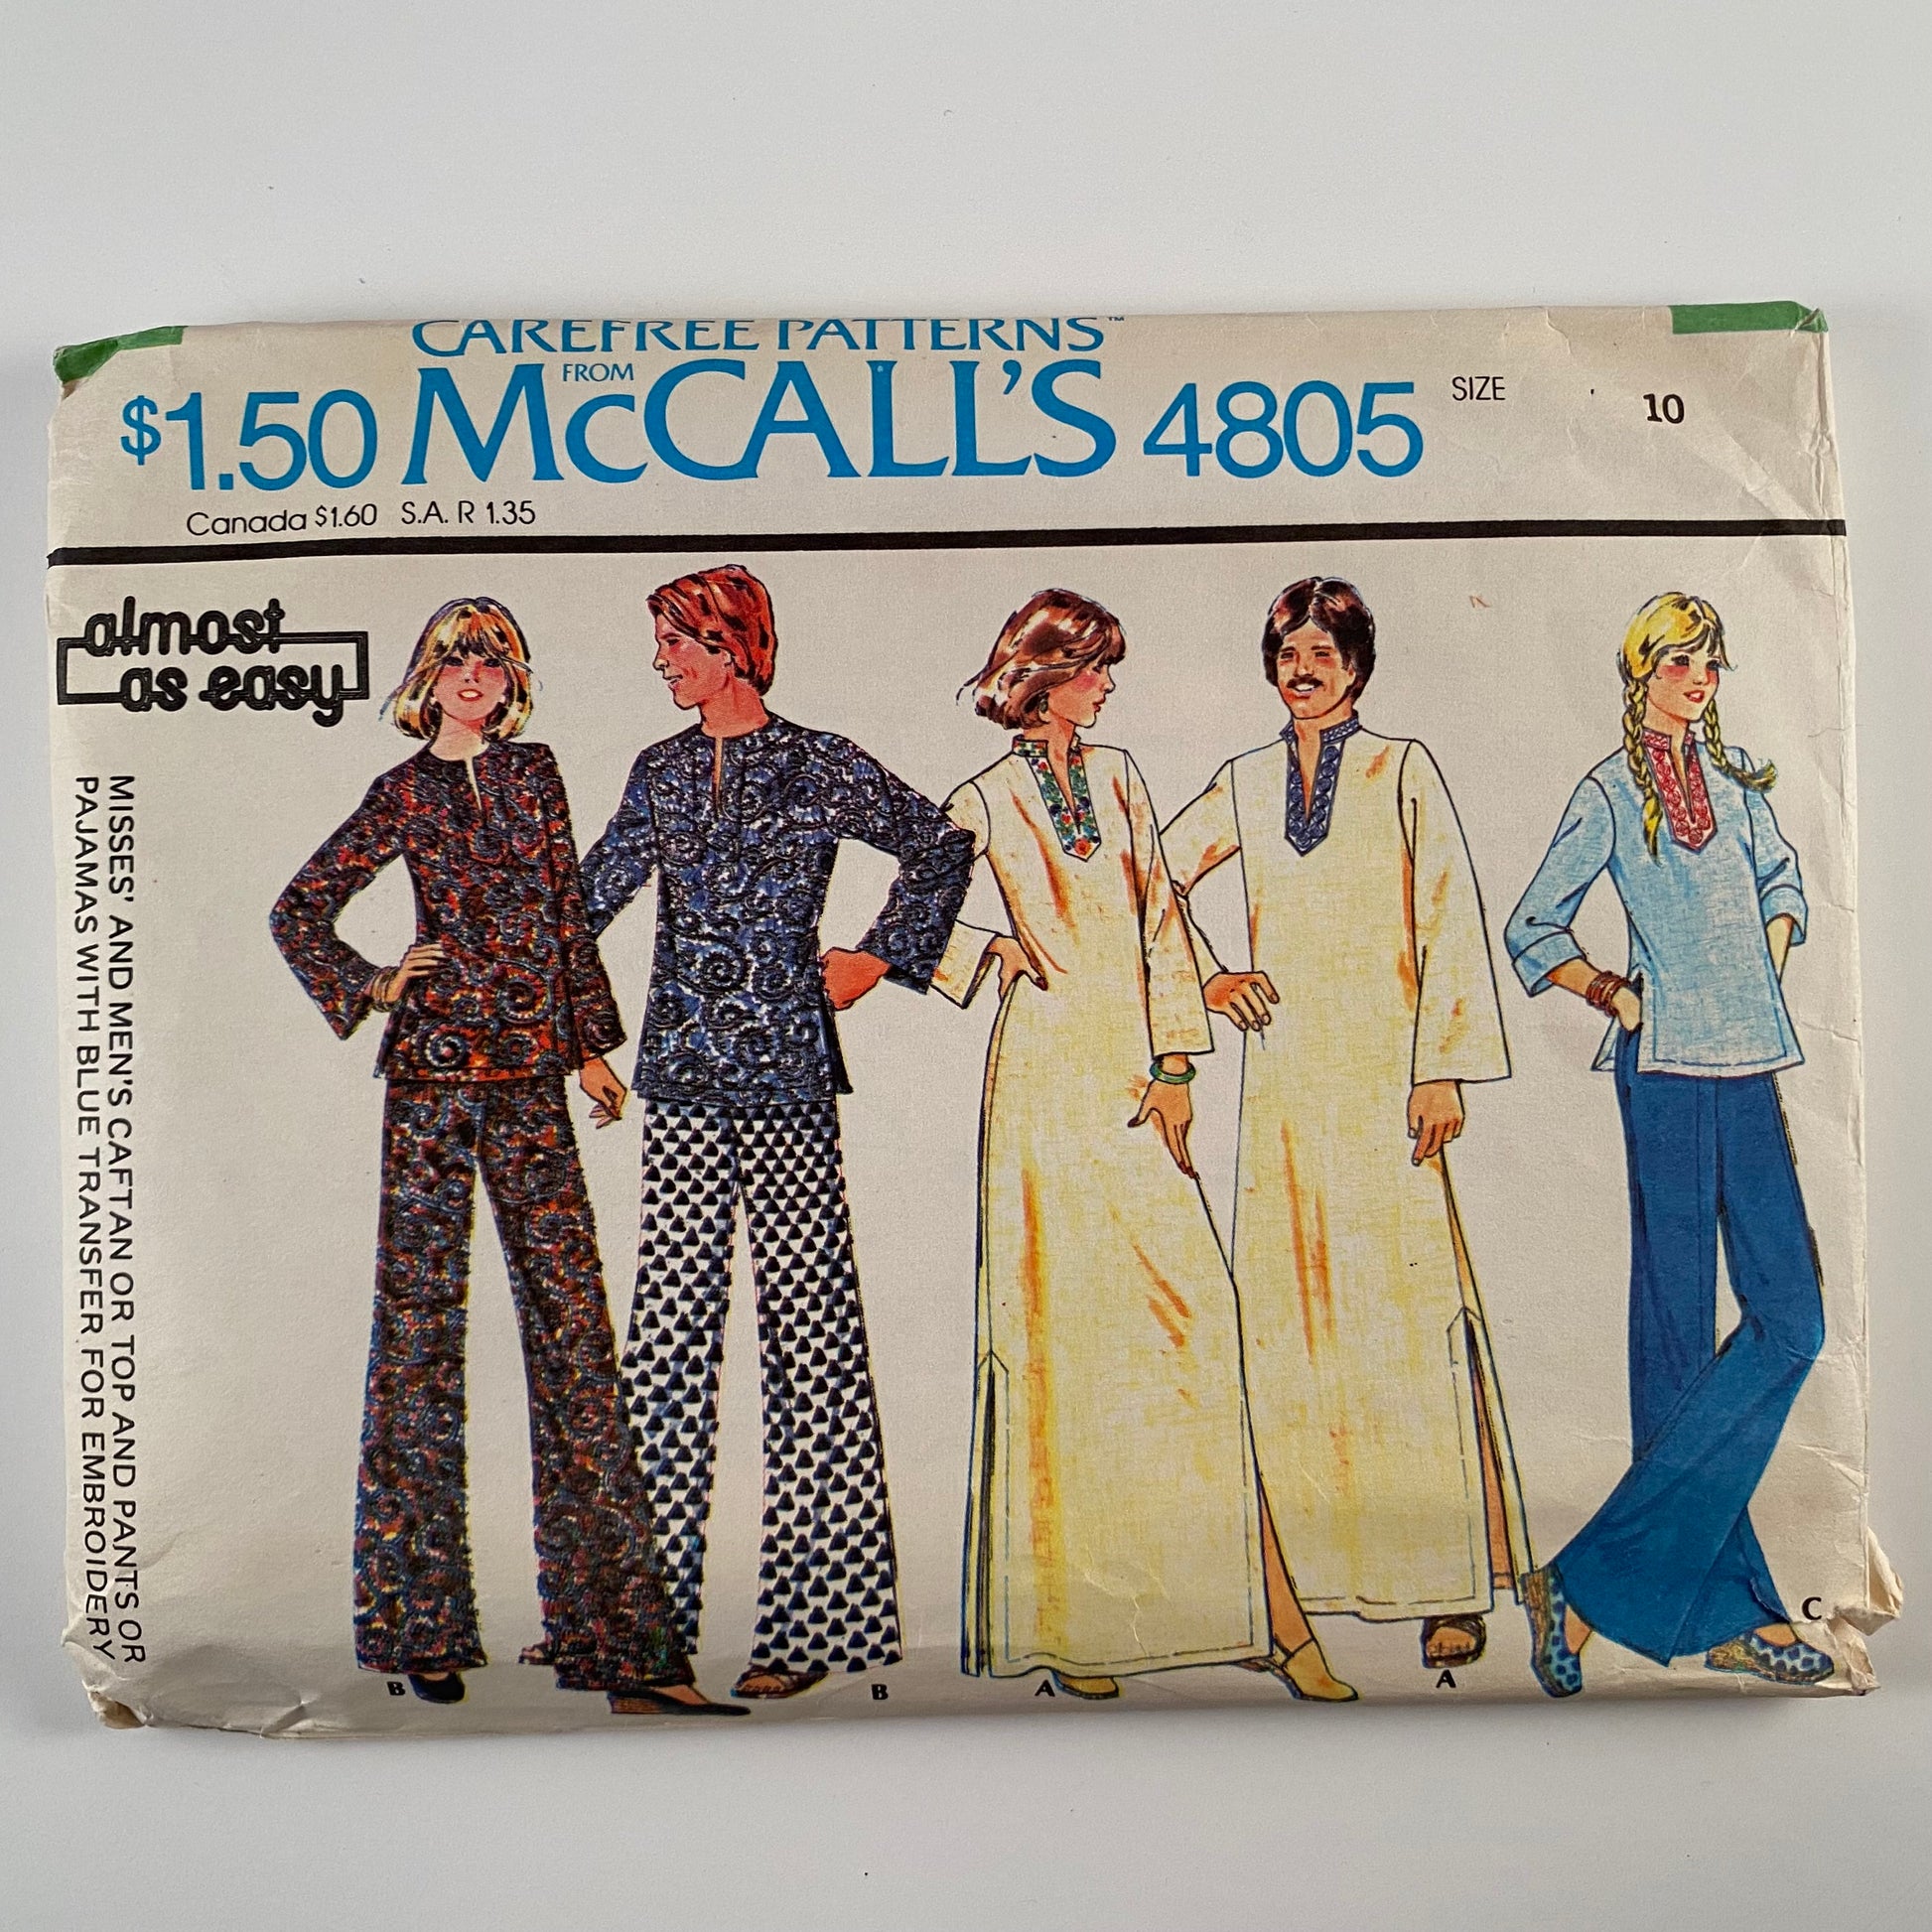 CAREFREE PATTERNS™
FROM
$1.50 McCALL'S 4805 SIZE 10
Canada $1.60 S.A. R 1.35
almost
as easy
MISSES' AND MEN'S CAFTAN OR TOP AND PANTS OR
PAJAMAS WITH BLUE TRANSFER FOR EMBROIDERY
B
B
A
A
C